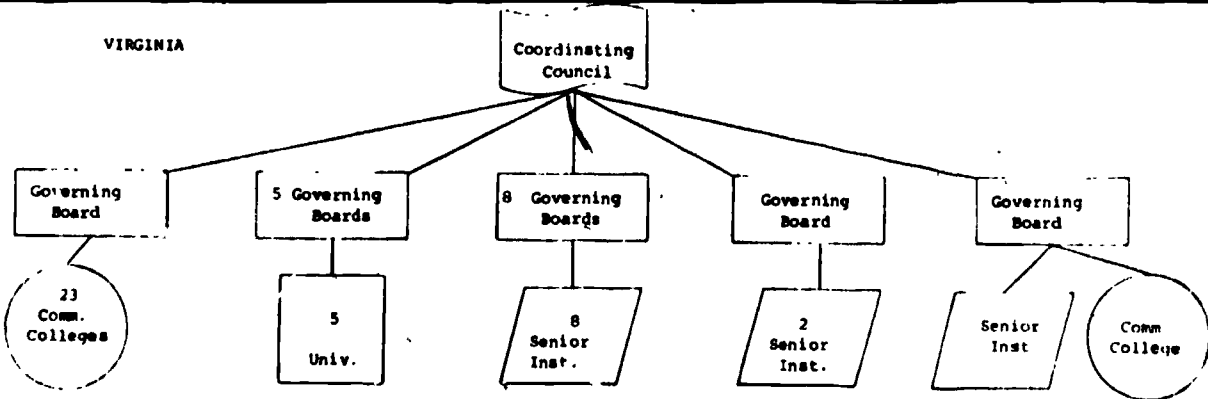 VIRGINIA
Coordinating
Council
Governing
Board
5 Governing
Boards
8 Governing
Boards
Governing
Board
Governing
Board
23
Comm.
Colleges
5
Univ.
8
Senior
Inst.
2
Senior
Inst.
Senior
Inst
Comm
College